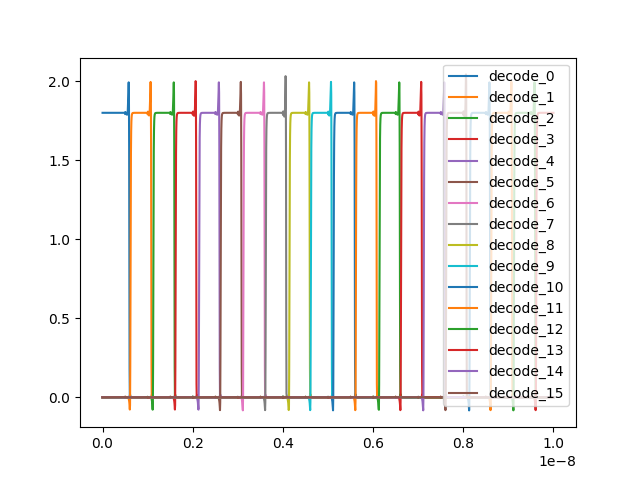 2.0
1.5
1.0
0.5
0.0
0.0
0.2
0.4
0.6
0.8
1.0
1e−8
decode_0
decode_1
decode_2
decode_3
decode_4
decode_5
decode_6
decode_7
decode_8
decode_9
decode_10
decode_11
decode_12
decode_13
decode_14
decode_15